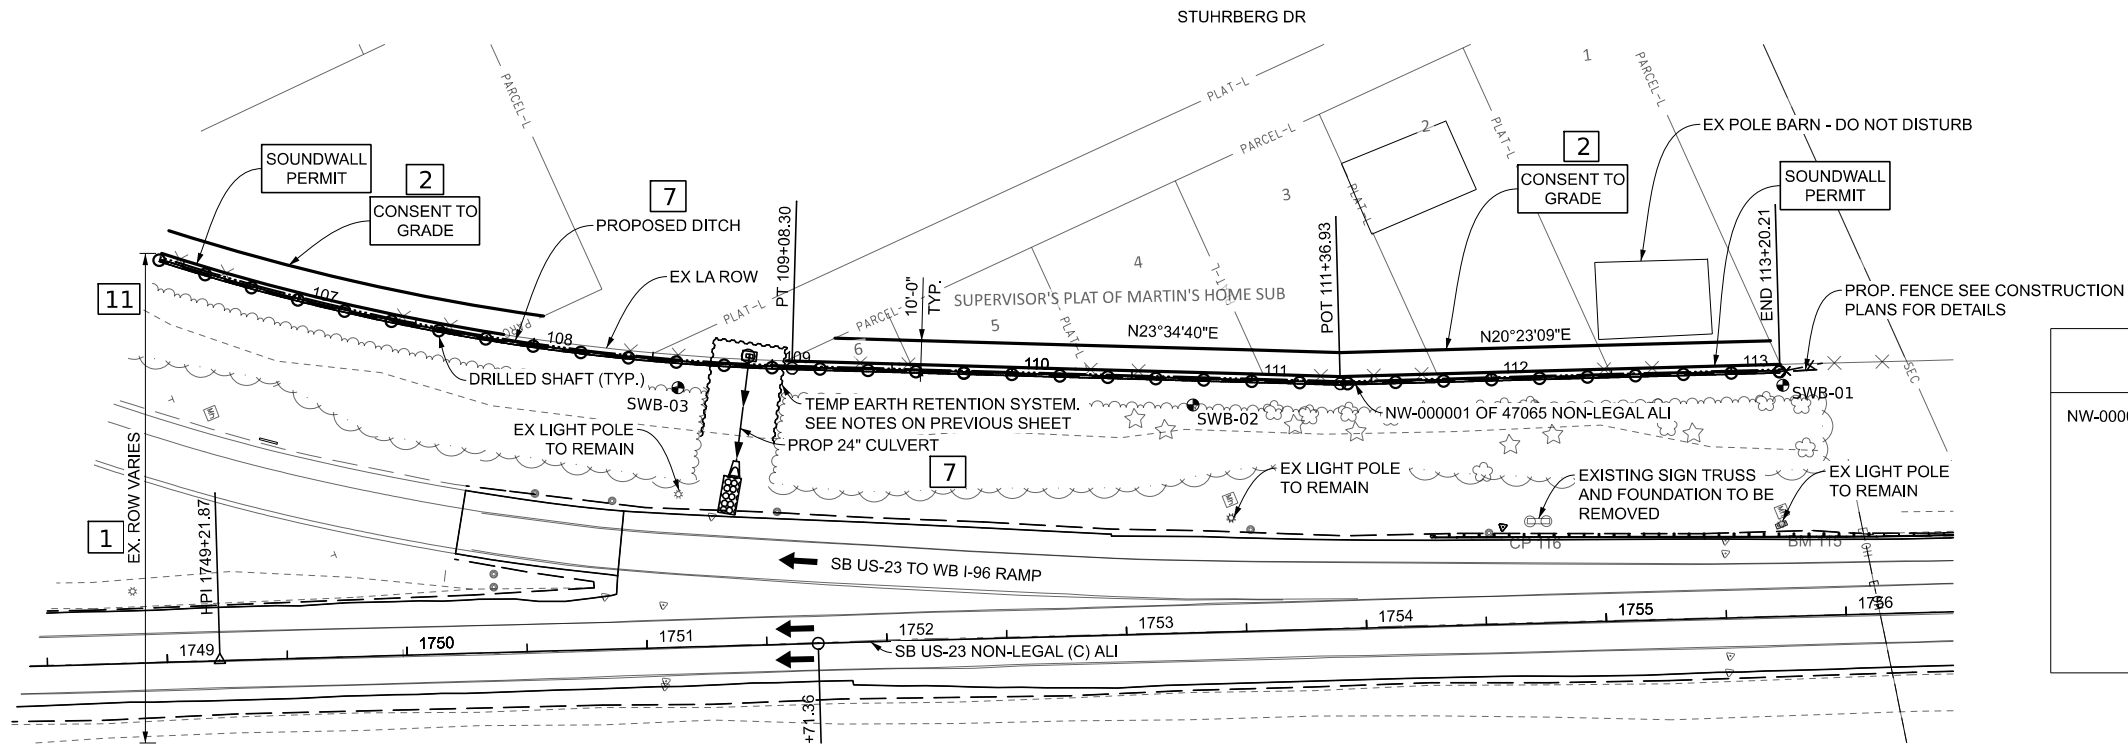 STUHRBERG DR
1
PARCEL-L
PARCEL-L
PLAT-L
2
PARCEL-L
PLAT-L
EX POLE BARN - DO NOT DISTURB
2
SOUNDWALL
PERMIT
2
CONSENT TO
GRADE
7
PROPOSED DITCH
3
PLAT-L
CONSENT TO
GRADE
SOUNDWALL
PERMIT
PT 109+08.30
POT 111+36.93
END 113+20.21
4
EX LA ROW
10'-0"
TYP.
SUPERVISOR'S PLAT OF MARTIN'S HOME SUB
PROP. FENCE SEE CONSTRUCTION
PLANS FOR DETAILS
11
107
PLAT-L
PARCEL-L
5
PLAT-L
N23°34'40"E
N20°23'09"E
108
109
6
110
111
112
113
SEC
DRILLED SHAFT (TYP.)
SWB-03
TEMP EARTH RETENTION SYSTEM.
SEE NOTES ON PREVIOUS SHEET
SWB-02
NW-000001 OF 47065 NON-LEGAL ALI
SWB-01
EX LIGHT POLE
TO REMAIN
PROP 24" CULVERT
7
EX LIGHT POLE
TO REMAIN
EXISTING SIGN TRUSS
AND FOUNDATION TO BE
REMOVED
EX LIGHT POLE
TO REMAIN
EX. ROW VARIES
1
HPI 1749+21.87
CP 116
BM 115
SB US-23 TO WB I-96 RAMP
1749
1750
1751
1752
1753
1754
1755
1756
SB US-23 NON-LEGAL (C) ALI
+71.36